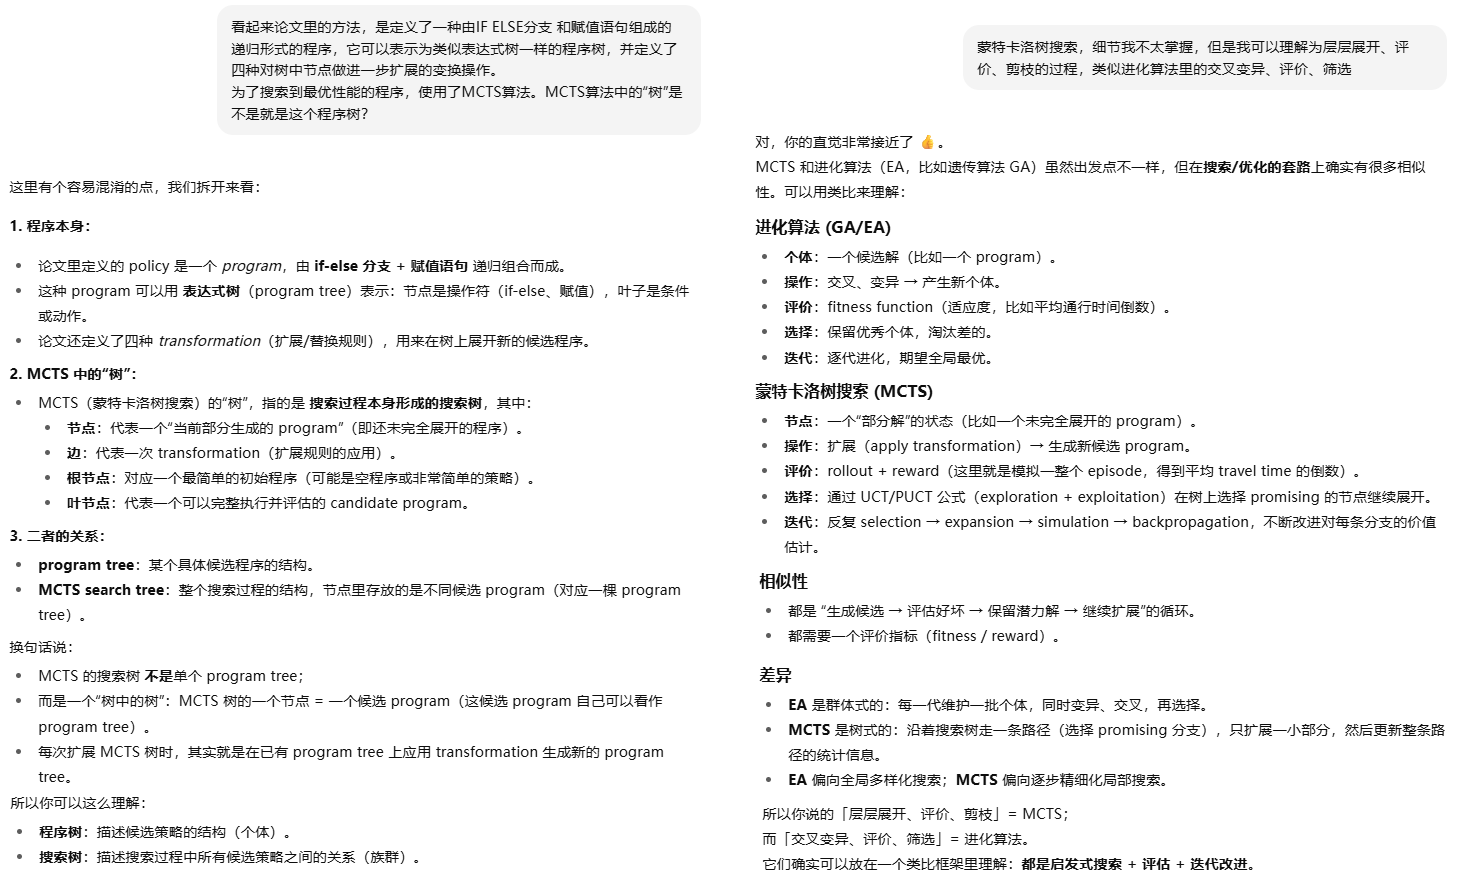 看起来论文里的方法，是定义了一种由IF ELSE分支 和赋值语句组成的
递归形式的程序，它可以表示为类似表达式树一样的程序树，并定义了
四种对树中节点做进一步扩展的变换操作。
为了搜索到最优性能的程序，使用了MCTS算法。MCTS算法中的“树”是
不是就是这个程序树？
这里有个容易混淆的点，我们拆开来看：
1. 程序本身：
论文里定义的 policy 是一个 program，由 if-else 分支 + 赋值语句 递归组合而成。
这种 program 可以用 表达式树（program tree）表示：节点是操作符（if-else、赋值），叶子是条件
或动作。
论文还定义了四种 transformation（扩展/替换规则），用来在树上展开新的候选程序。
2. MCTS 中的“树”：
MCTS（蒙特卡洛树搜索）的“树”，指的是 搜索过程本身形成的搜索树，其中：
节点：代表一个“当前部分生成的 program”（即还未完全展开的程序）。
边：代表一次 transformation（扩展规则的应用）。
根节点：对应一个最简单的初始程序（可能是空程序或非常简单的策略）。
叶节点：代表一个可以完整执行并评估的 candidate program。
3. 二者的关系：
program tree：某个具体候选程序的结构。
MCTS search tree：整个搜索过程的结构，节点里存放的是不同候选 program（对应一棵 program
tree）。
换句话说：
MCTS 的搜索树 不是单个 program tree；
而是一个“树中的树”：MCTS 树的一个节点 = 一个候选 program（这候选 program 自己可以看作
program tree）。
每次扩展 MCTS 树时，其实就是在已有 program tree 上应用 transformation 生成新的 program
tree。
所以你可以这么理解：
程序树：描述候选策略的结构（个体）。
搜索树：描述搜索过程中所有候选策略之间的关系（族群）。
蒙特卡洛树搜索，细节我不太掌握，但是我可以理解为层层展开、评
价、剪枝的过程，类似进化算法里的交叉变异、评价、筛选
对，你的直觉非常接近了 👍。
MCTS 和进化算法（EA，比如遗传算法 GA）虽然出发点不一样，但在搜索/优化的套路上确实有很多相似
性。可以用类比来理解：
进化算法 (GA/EA)
个体：一个候选解（比如一个 program）。
操作：交叉、变异 → 产生新个体。
评价：fitness function（适应度，比如平均通行时间倒数）。
选择：保留优秀个体，淘汰差的。
迭代：逐代进化，期望全局最优。
蒙特卡洛树搜索 (MCTS)
节点：一个“部分解”的状态（比如一个未完全展开的 program）。
操作：扩展（apply transformation）→ 生成新候选 program。
评价：rollout + reward（这里就是模拟一整个 episode，得到平均 travel time 的倒数）。
选择：通过 UCT/PUCT 公式（exploration + exploitation）在树上选择 promising 的节点继续展开。
迭代：反复 selection → expansion → simulation → backpropagation，不断改进对每条分支的价值
估计。
相似性
都是 “生成候选 → 评估好坏 → 保留潜力解 → 继续扩展”的循环。
都需要一个评价指标（fitness / reward）。
差异
EA 是群体式的：每一代维护一批个体，同时变异、交叉，再选择。
MCTS 是树式的：沿着搜索树走一条路径（选择 promising 分支），只扩展一小部分，然后更新整条路
径的统计信息。
EA 偏向全局多样化搜索；MCTS 偏向逐步精细化局部搜索。
所以你说的「层层展开、评价、剪枝」= MCTS；
而「交叉变异、评价、筛选」= 进化算法。
它们确实可以放在一个类比框架里理解：都是启发式搜索 + 评估 + 迭代改进。